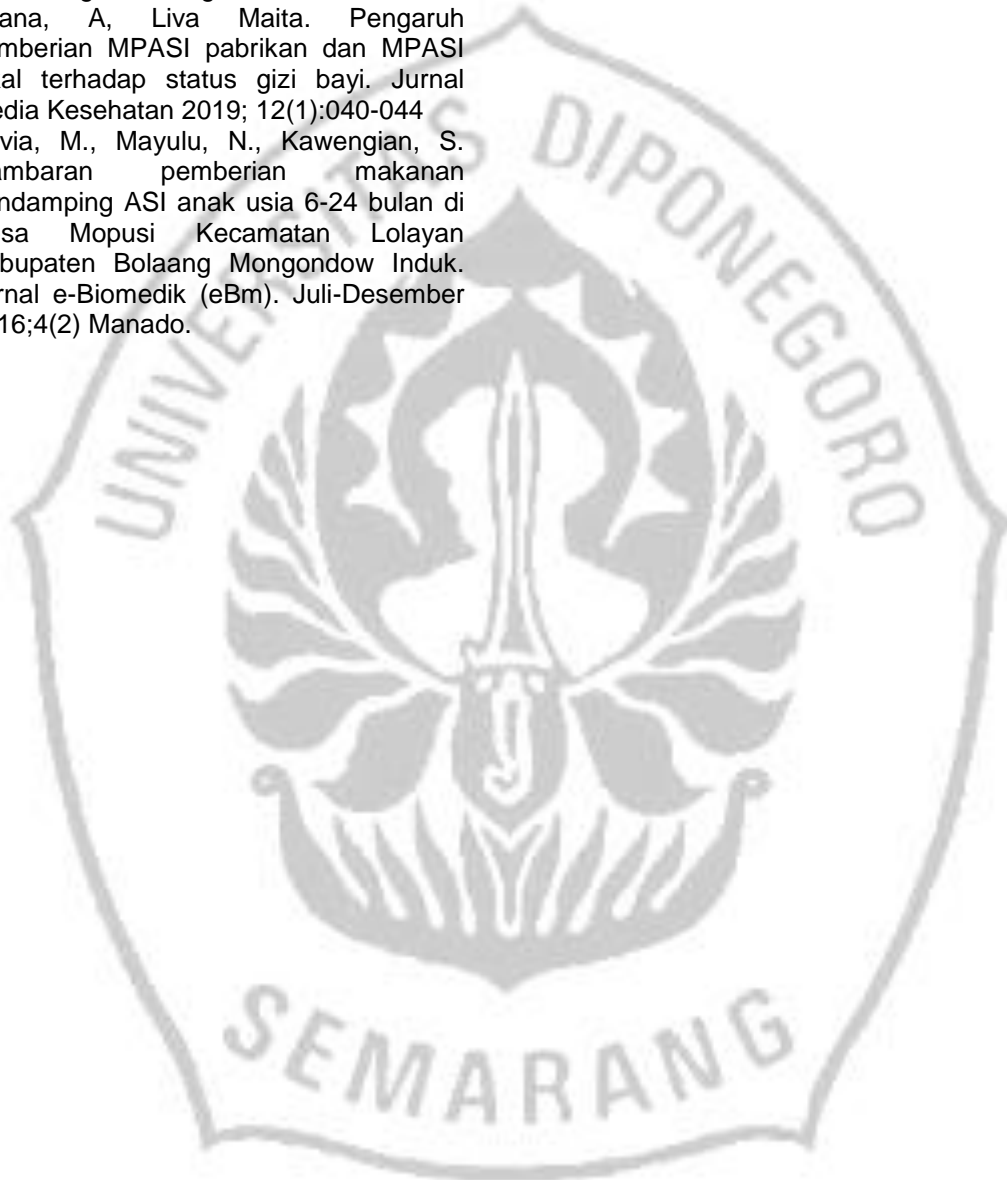 ana, A, Liva Maita. Pengaruh
mberian MPASI pabrikan dan MPASI
al terhadap status gizi bayi. Jurnal
edia Kesehatan 2019; 12(1):040-044
via, M., Mayulu, N., Kawengian, S.
mbaran pemberian makanan
ndamping ASI anak usia 6-24 bulan di
sa Mopusi Kecamatan Lolayan
bupaten Bolaang Mongondow Induk.
rnal e-Biomedik (eBm). Juli-Desember
16;4(2) Manado.
UNIVERSITAS DIPONEGORO
SEMARANG